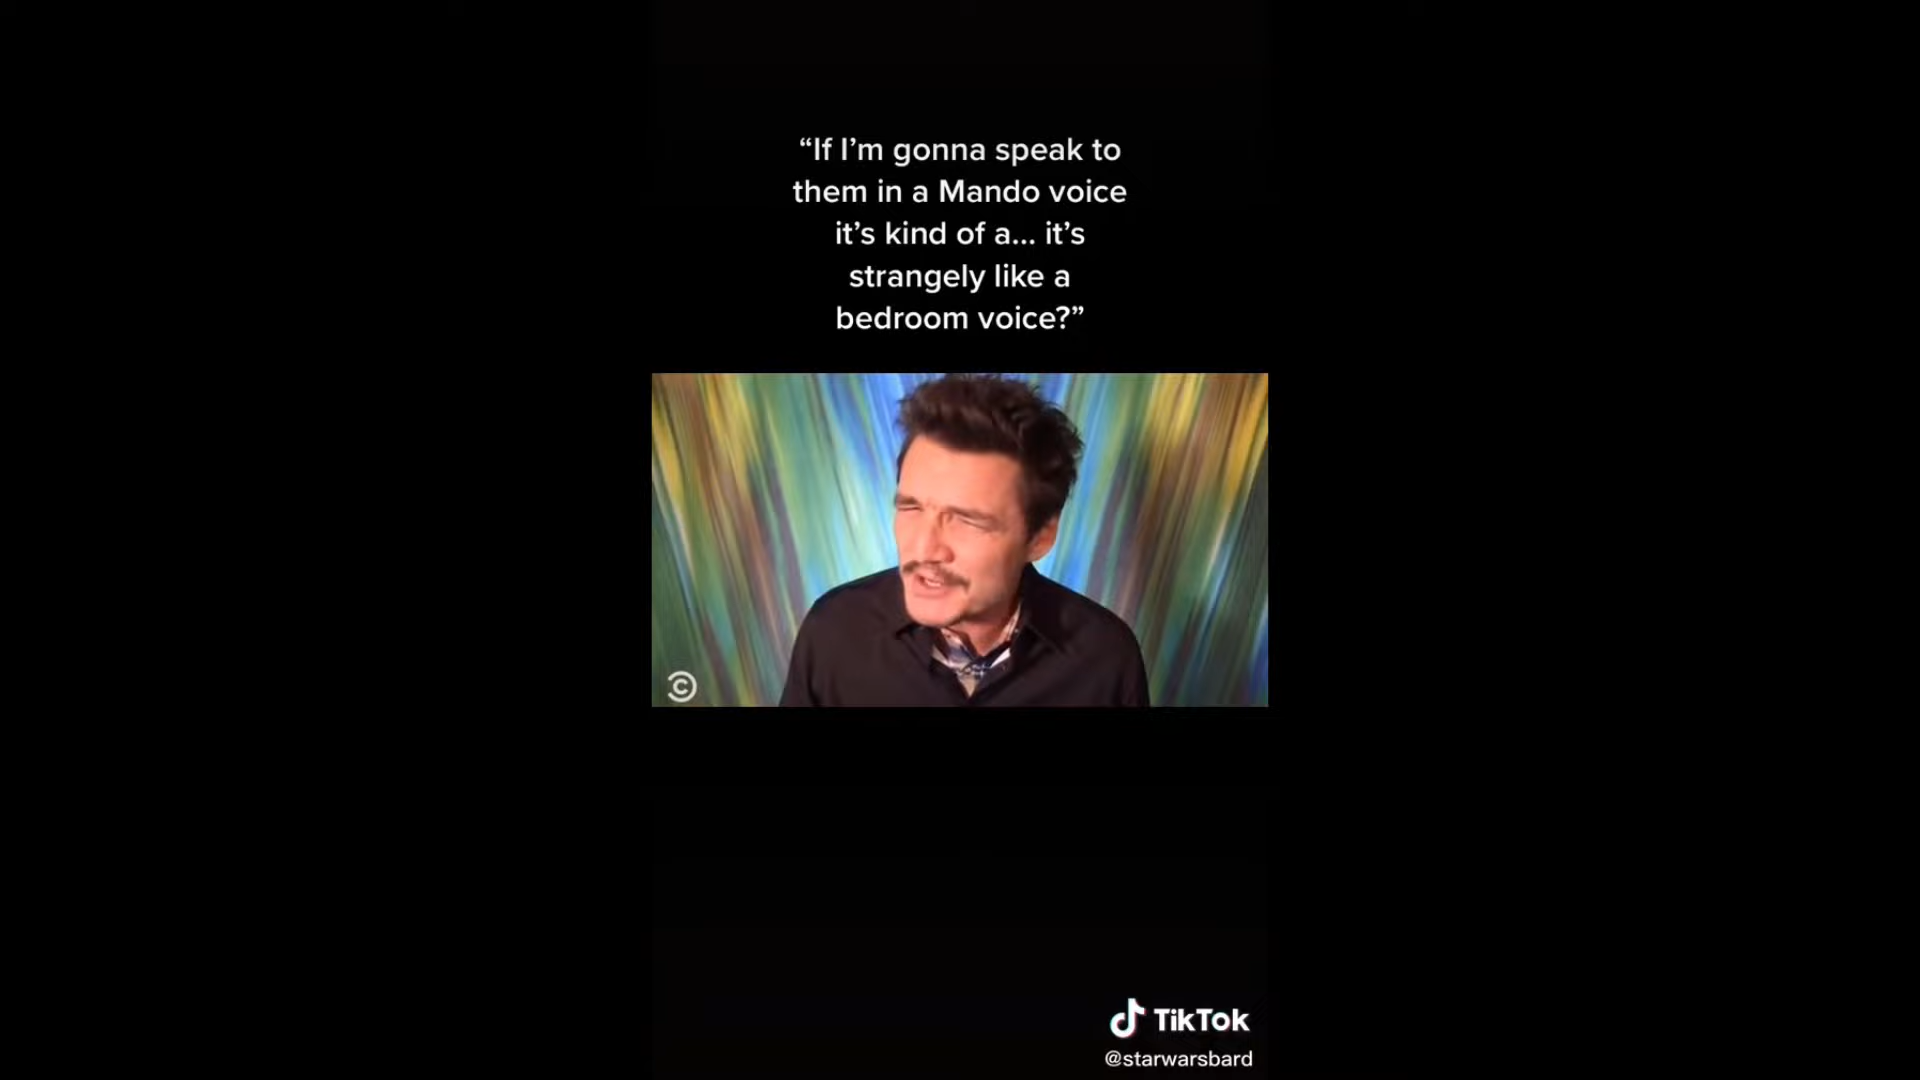 “If I’m gonna speak to
them in a Mando voice
it’s kind of a... it’s
strangely like a
bedroom voice?”
TikTok
@starwarsbard